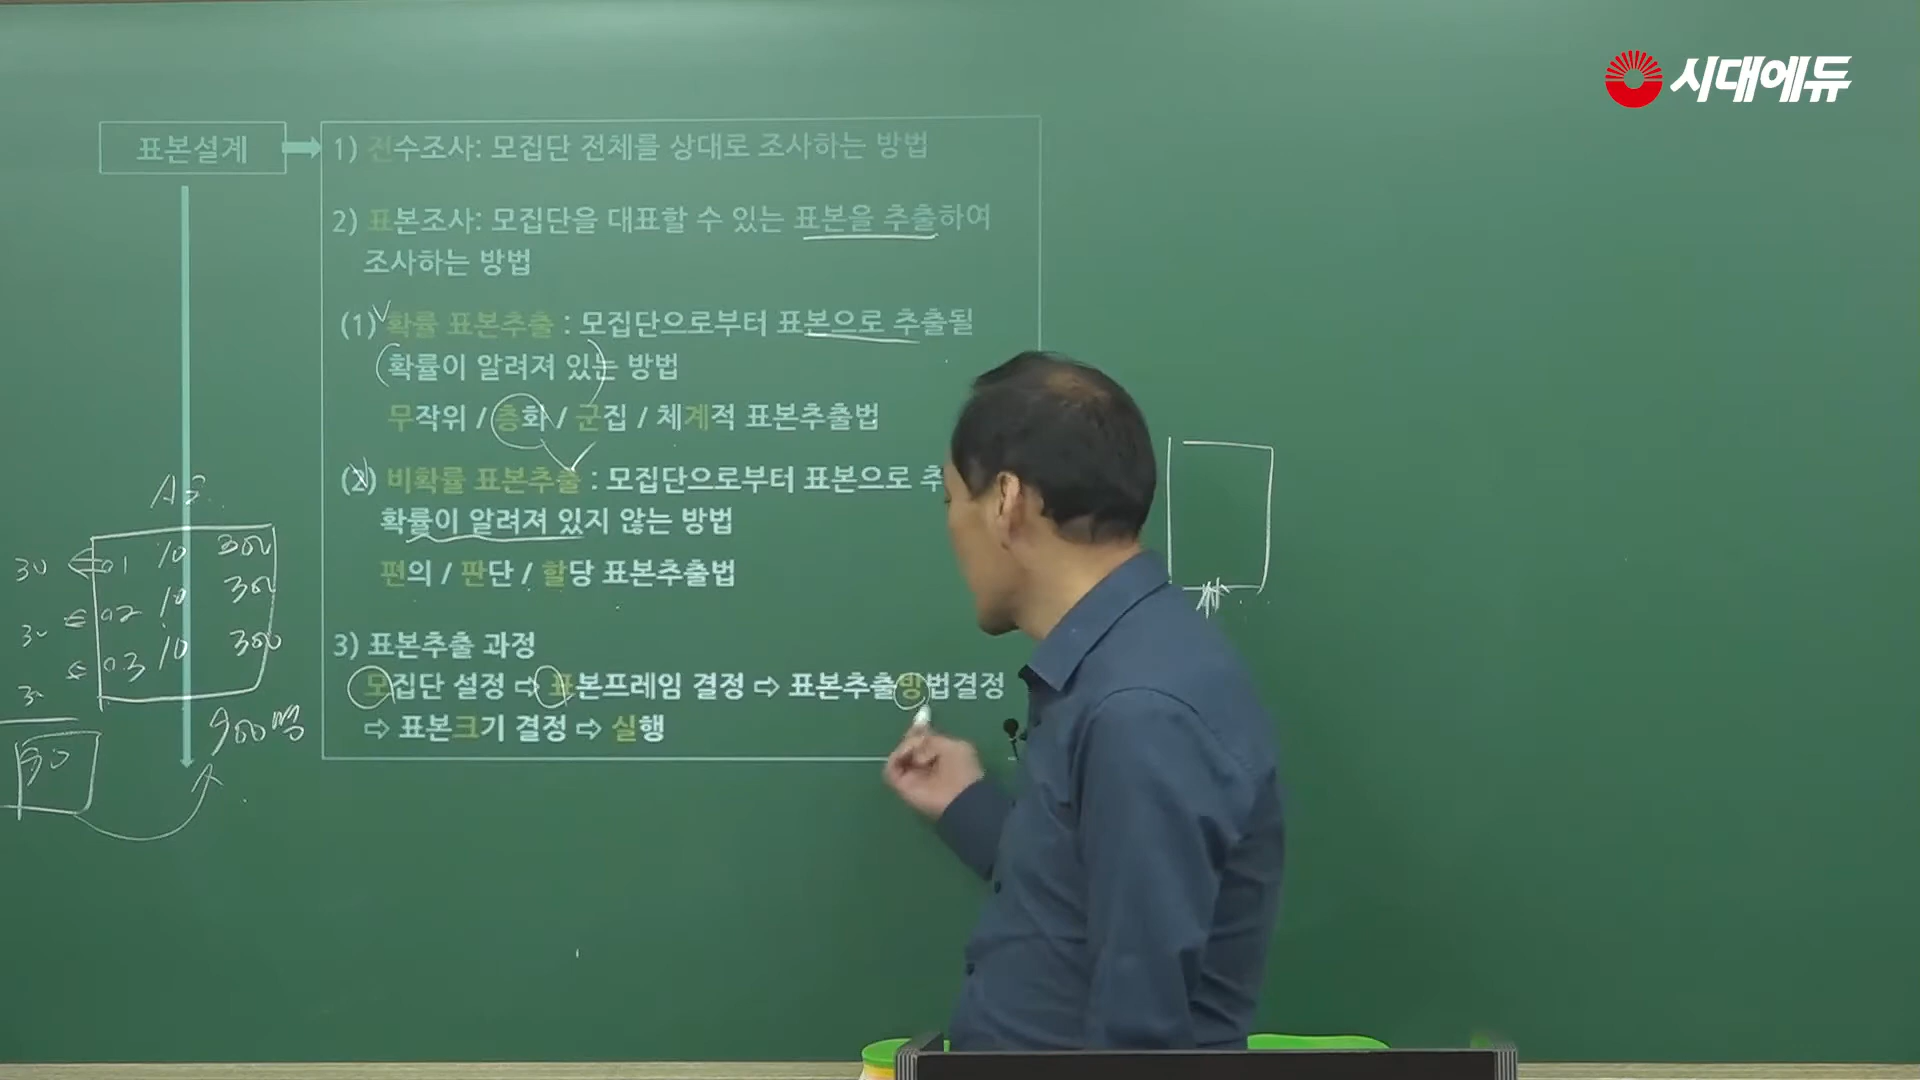 시대에듀
표본설계
1) 전수조사: 모집단 전체를 상대로 조사하는 방법
2) 표본조사: 모집단을 대표할 수 있는 표본을 추출하여
조사하는 방법
(1) 확률 표본추출 : 모집단으로부터 표본으로 추출될
확률이 알려져 있는 방법
무작위 / 층화 / 군집 / 체계적 표본추출법
(2) 비확률 표본추출 : 모집단으로부터 표본으로 추
확률이 알려져 있지 않는 방법
편의 / 판단 / 할당 표본추출법
3) 표본추출 과정
모집단 설정 ⇨ 표본프레임 결정 ⇨ 표본추출방법결정
⇨ 표본크기 결정 ⇨ 실행
30 01 10 300
30 02 10 300
30 03 10 300
900명
90